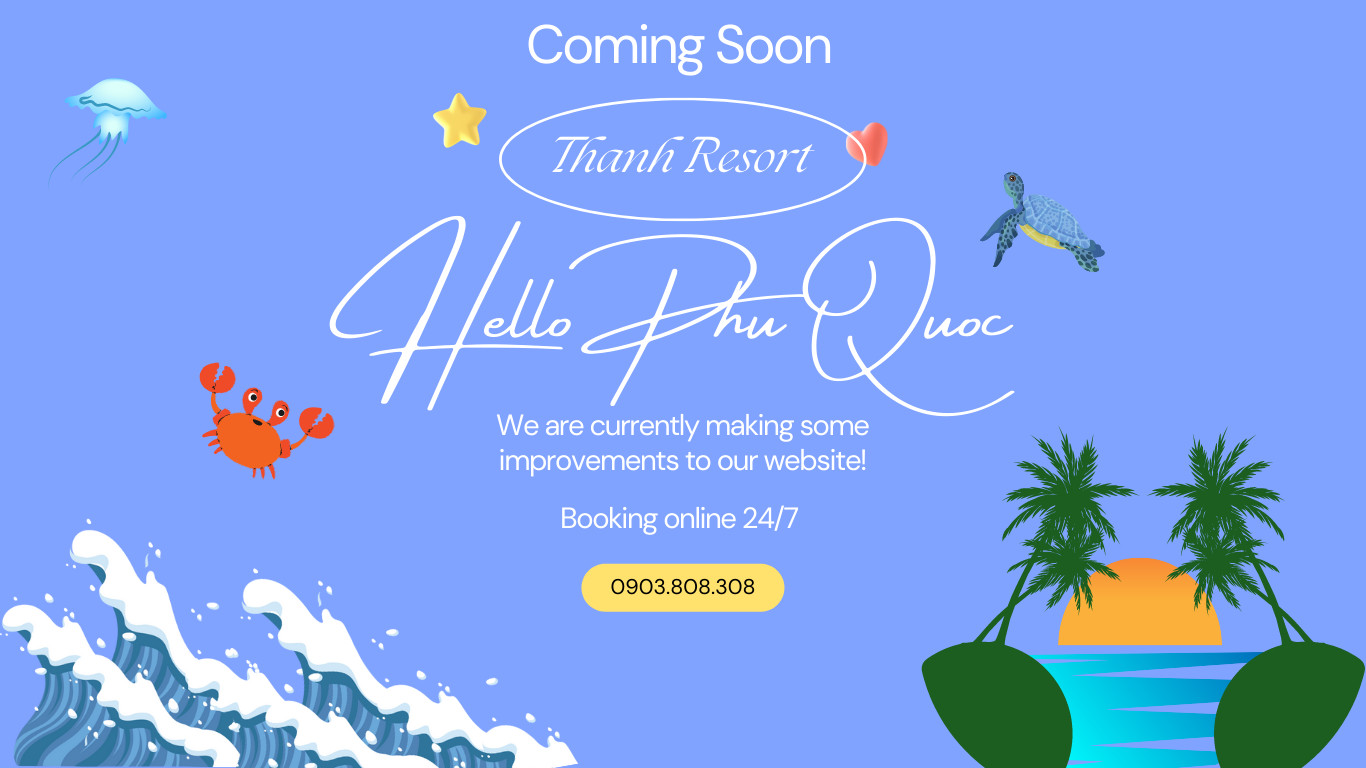 Coming Soon
Thanh Resort
Hello Phu Quoc
We are currently making some
improvements to our website!
Booking online 24/7
0903.808.308